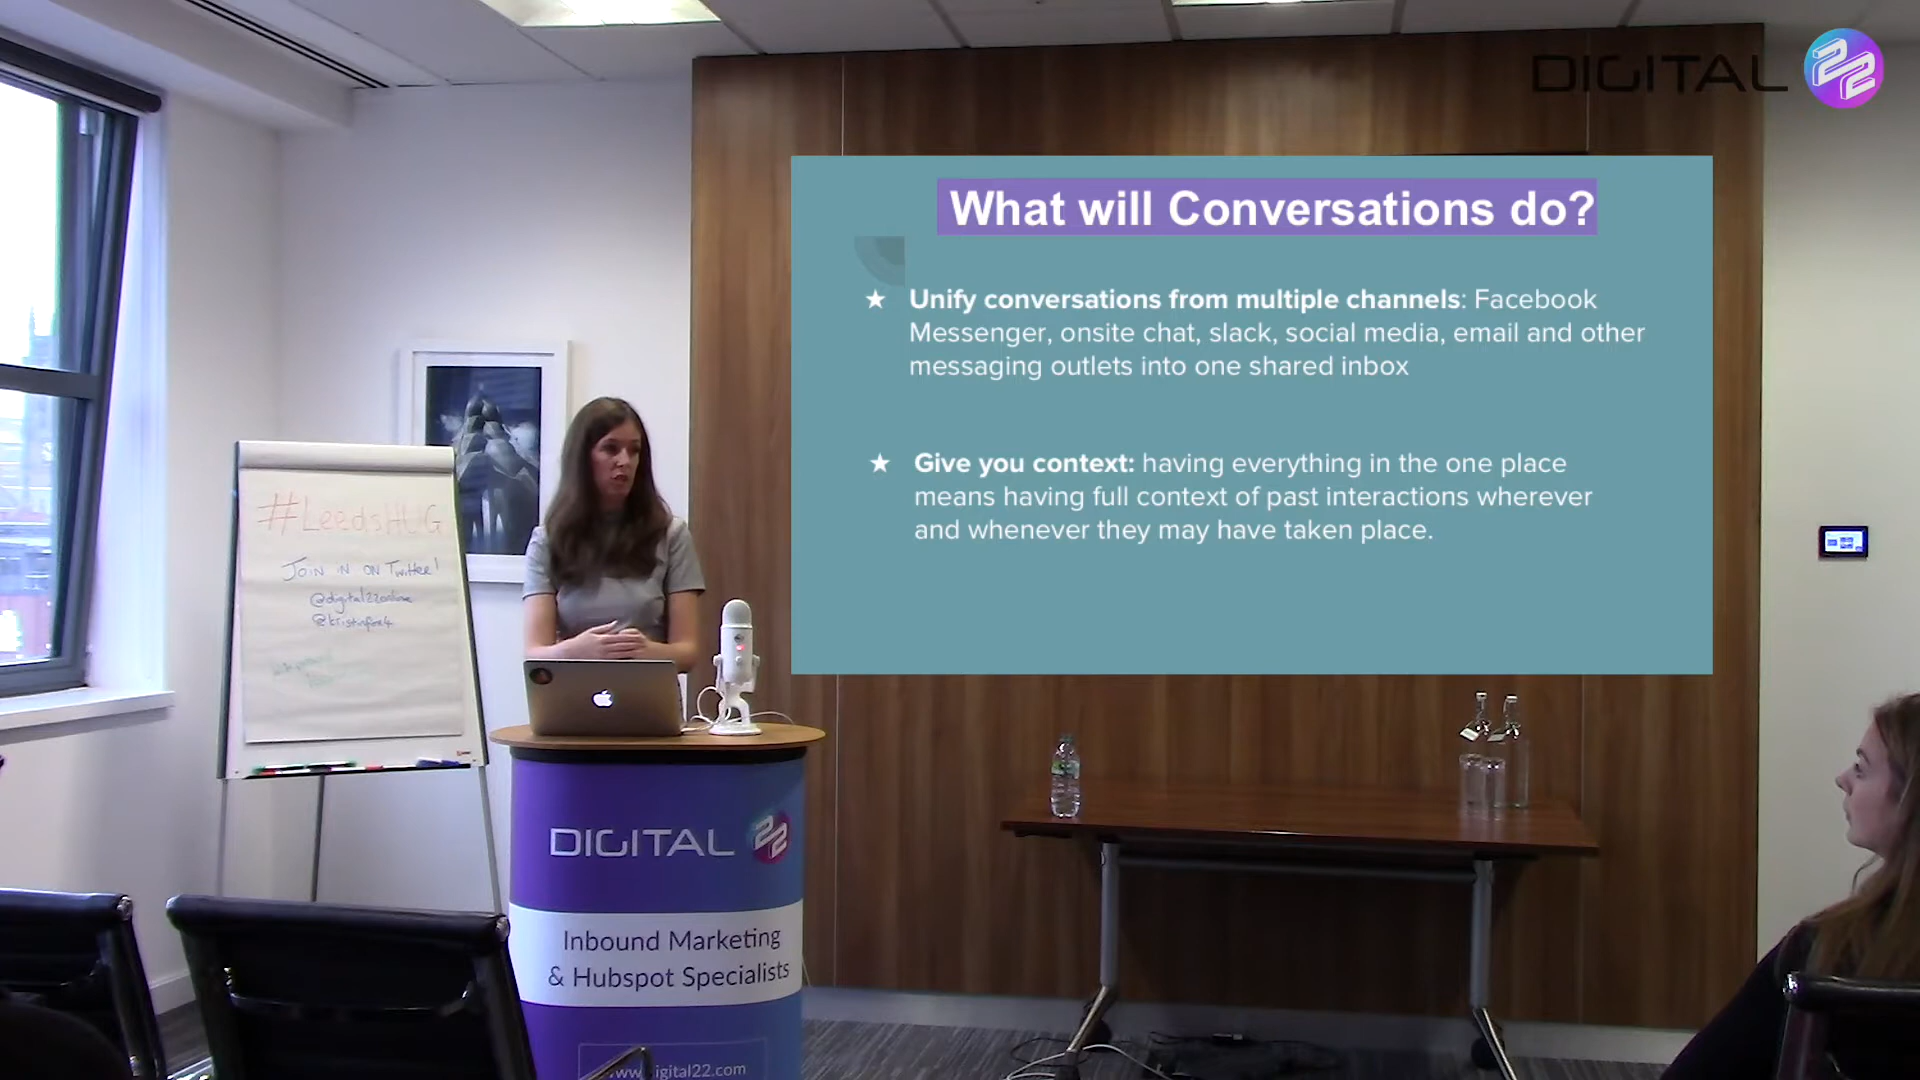 DIGITAL 22
What will Conversations do?
★ Unify conversations from multiple channels: Facebook
Messenger, onsite chat, slack, social media, email and other
messaging outlets into one shared inbox
★ Give you context: having everything in the one place
means having full context of past interactions wherever
and whenever they may have taken place.
#LeedsHUG
JOIN IN ON Twitter!
@digital22online
DIGITAL 22
Inbound Marketing
& Hubspot Specialists
www.digital22.com